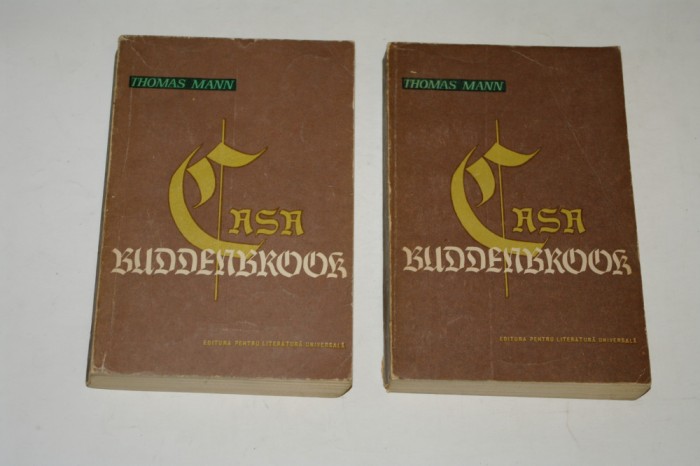 THOMAS MANN
CASA
BUDDENBROOK
EDITURA PENTRU LITERATURĂ UNIVERSALĂ
THOMAS MANN
CASA
BUDDENBROOK
EDITURA PENTRU LITERATURĂ UNIVERSALĂ